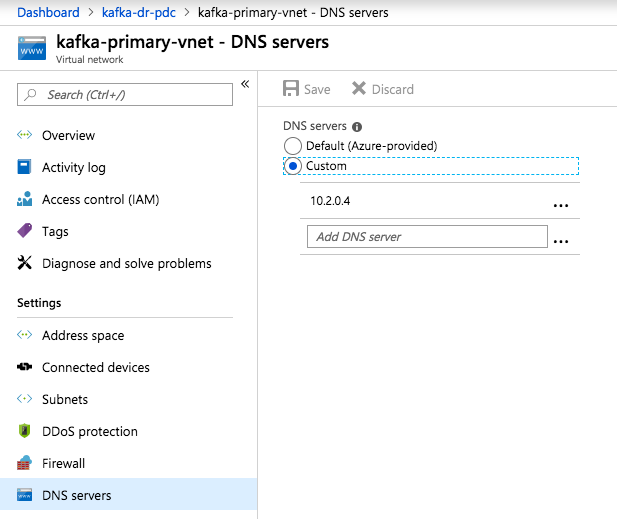 Dashboard > kafka-dr-pdc > kafka-primary-vnet - DNS servers
kafka-primary-vnet - DNS servers
Virtual network
WWW
Search (Ctrl+/)
«
Overview
Activity log
Access control (IAM)
Tags
Diagnose and solve problems
Settings
Address space
Connected devices
Subnets
DDoS protection
Firewall
DNS servers
Save
Discard
DNS servers
Default (Azure-provided)
Custom
10.2.0.4
...
Add DNS server
...